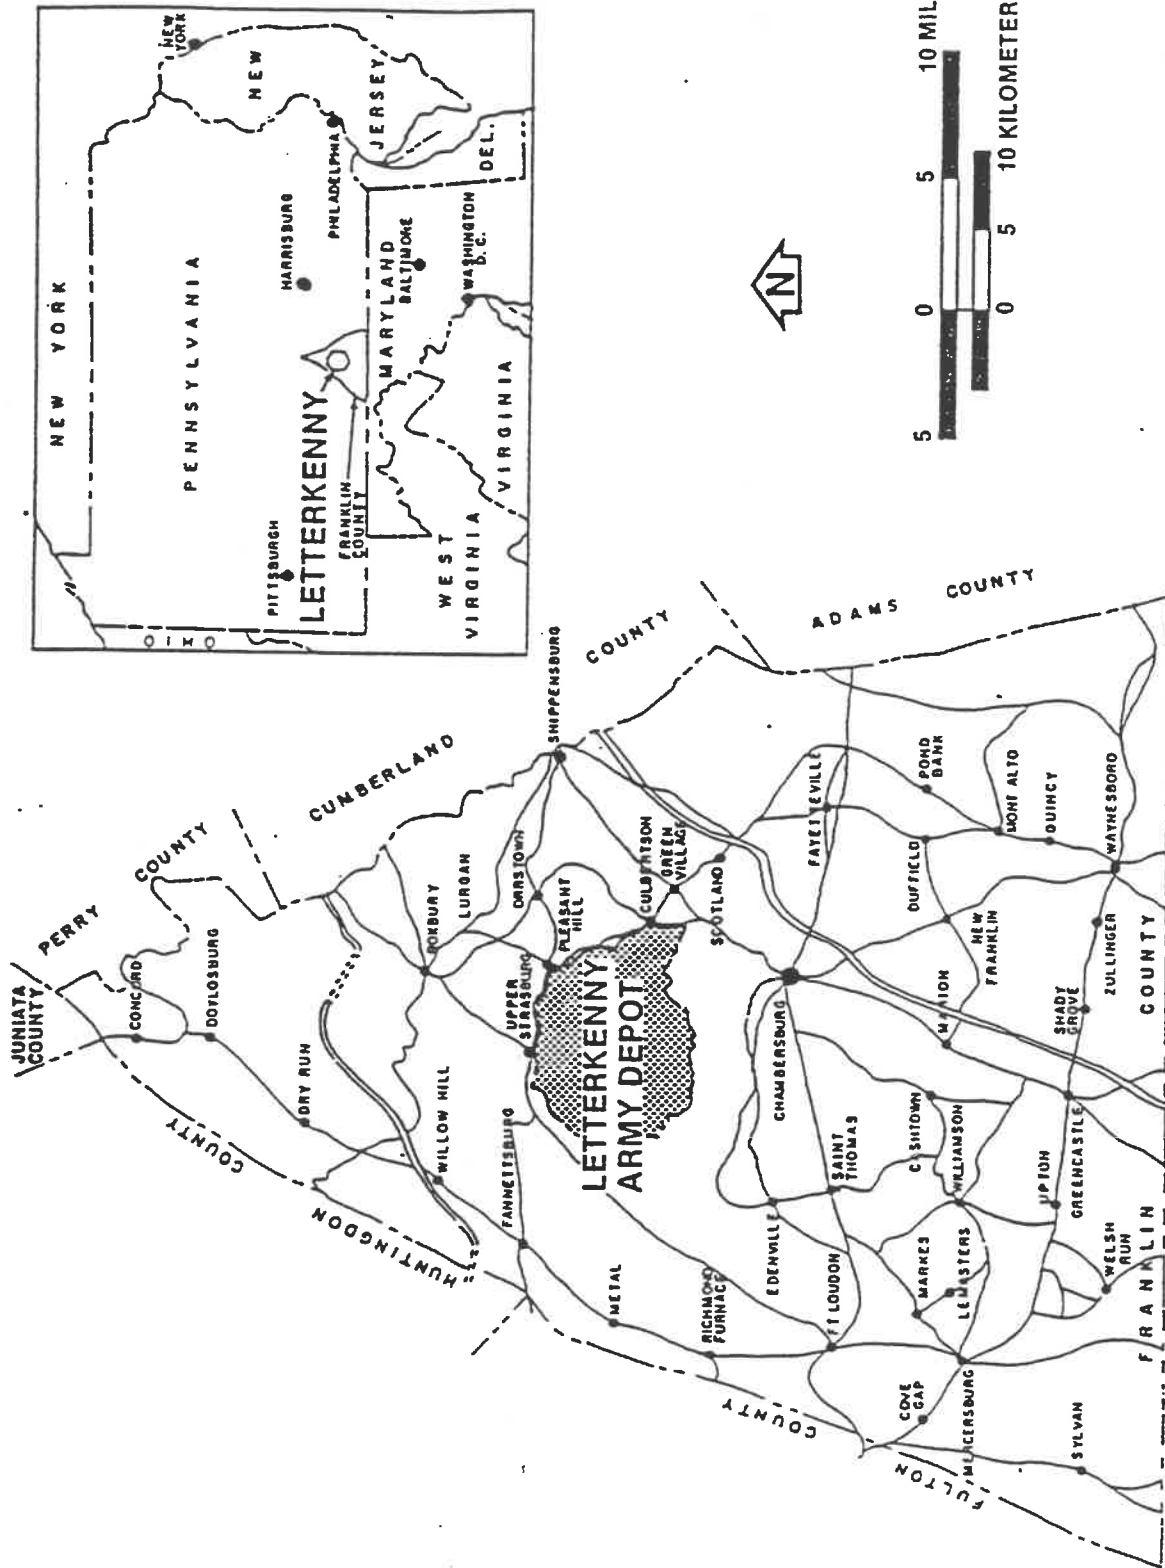 NEW YORK
NEW
YORK
PENNSYLVANIA
NEW
JERSEY
PITTSBURGH
HARRISBURG
PHILADELPHIA
LETTERKENNY
FRANKLIN
COUNTY
OHIO
MARYLAND
BALTIMORE
DEL.
WASHINGTON
D.C.
WEST
VIRGINIA
VIRGINIA
N
5 0 5 10 MIL
0 5 10 KILOMETER
JUNIATA
COUNTY
PERRY COUNTY
CONCORD
DOYLOSBURG
DRY RUN
HUNTINGDON COUNTY
CUMBERLAND COUNTY
WILLOW HILL
ROXBURY
LURGAN
FANNETTSBURG
UPPER
STRASBURG
ORRSTOWN
PLEASANT
HILL
SHIPPENSBURG
METAL
LETTERKENNY
ARMY DEPOT
CULBERTSON
GREEN
VILLAGE
SCOTLAND
RICHMOND
FURNACE
EDENVILLE
CHAMBERSBURG
FAYETTEVILLE
ADAMS COUNTY
FT LOUDON
SAINT
THOMAS
FULTON COUNTY
COVE
GAP
MARKES
LEMASTERS
CASHTOWN
WILLIAMSON
MARION
NEW
FRANKLIN
DUFFIELD
POND
BANK
MERCERSBURG
MONT ALTO
QUINCY
UPTON
GREENCASTLE
SHADY
GROVE
ZULLINGER
WAYNESBORO
SYLVAN
WELSH
RUN
FRANKLIN COUNTY